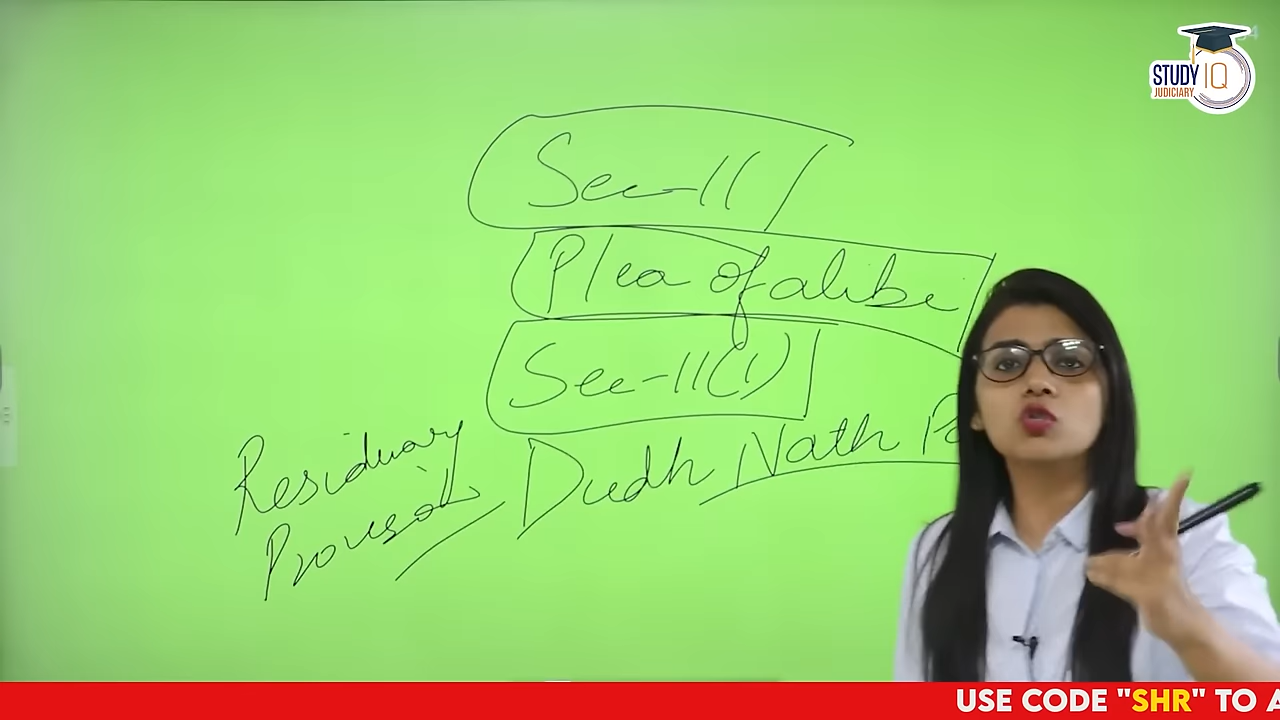 STUDY IQ
JUDICIARY
Sec-11
Plea of alibi
Sec-11(1)
Residuary
Provision
Dudh Nath P
USE CODE "SHR" TO A